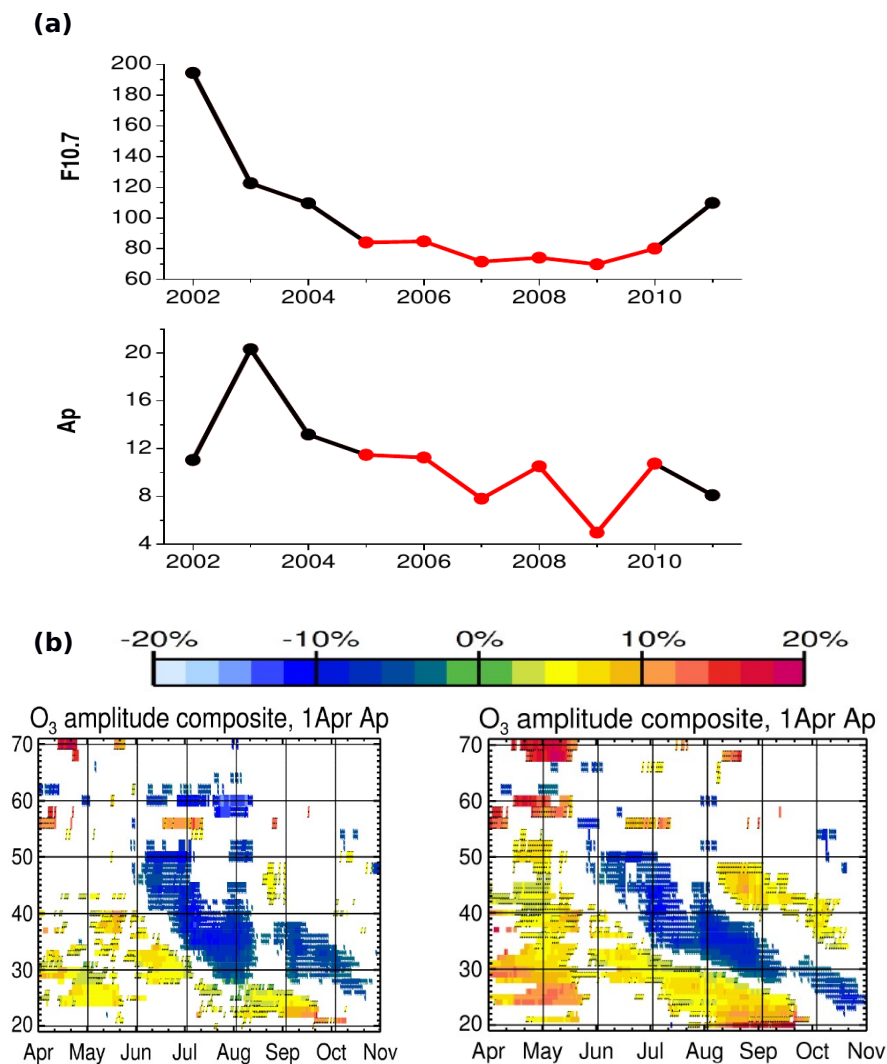 (a)
200
180
160
140
120
100
80
60
F10.7
2002 2004 2006 2008 2010
20
16
12
8
4
Ap
2002 2004 2006 2008 2010
(b)
-20% -10% 0% 10% 20%
O3 amplitude composite, 1Apr Ap
70
60
50
40
30
20
Apr May Jun Jul Aug Sep Oct Nov
O3 amplitude composite, 1Apr Ap
70
60
50
40
30
20
Apr May Jun Jul Aug Sep Oct Nov